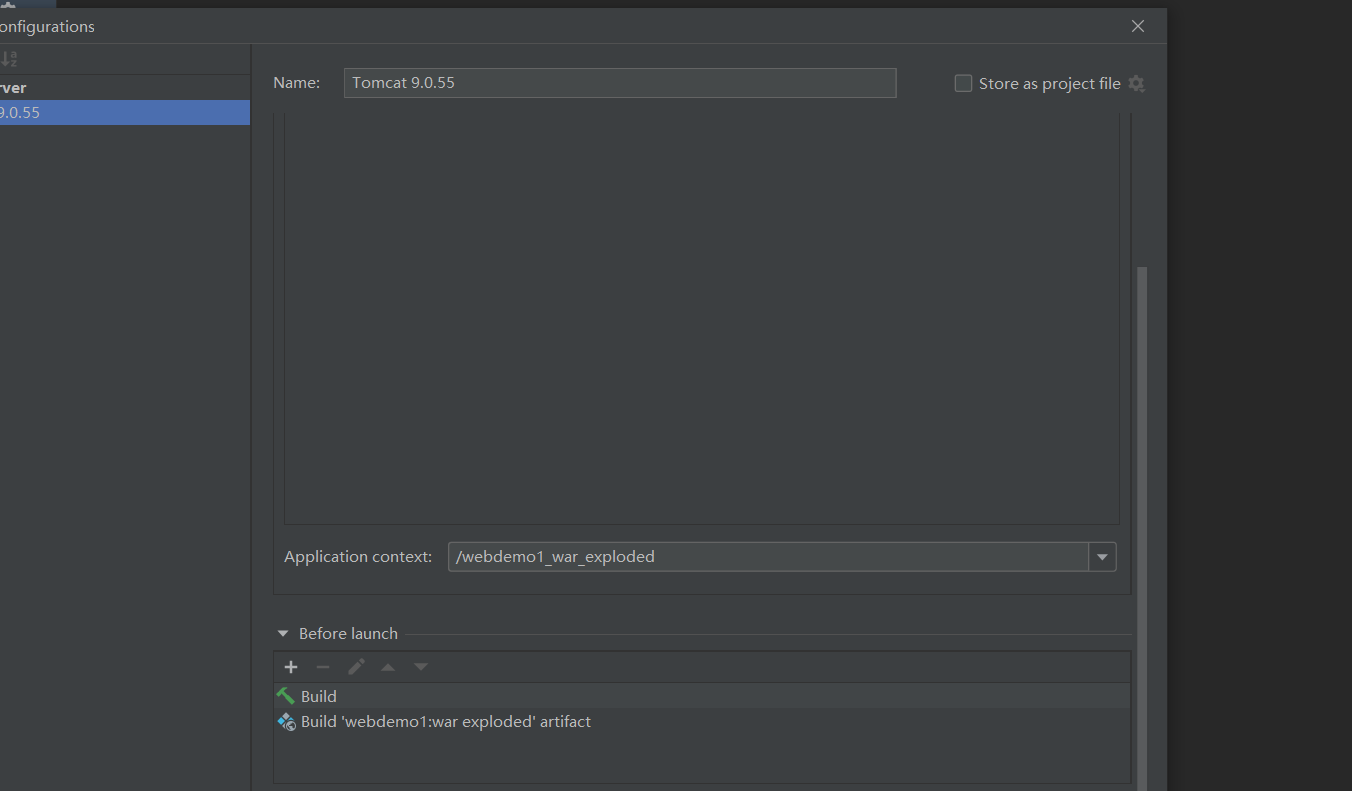 onfigurations
rver
9.0.55
Name: Tomcat 9.0.55
Store as project file
Application context: /webdemo1_war_exploded
Before launch
Build
Build 'webdemo1:war exploded' artifact